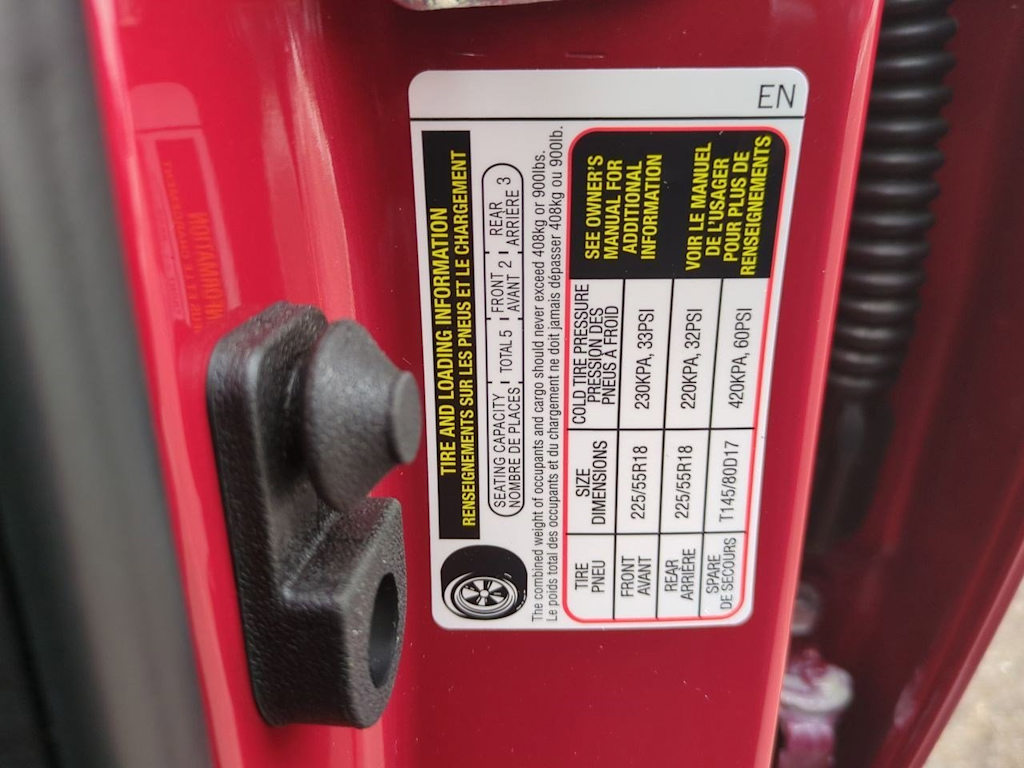 EN
TIRE AND LOADING INFORMATION
RENSEIGNEMENTS SUR LES PNEUS ET LE CHARGEMENT
SEATING CAPACITY TOTAL 5 FRONT 2 REAR 3
NOMBRE DE PLACES AVANT ARRIÈRE
The combined weight of occupants and cargo should never exceed 408kg or 900lbs.
Le poids total des occupants et du chargement ne doit jamais dépasser 408kg ou 900lb.
TIRE
PNEU
SIZE
DIMENSIONS
COLD TIRE PRESSURE
PRESSION DES
PNEUS À FROID
FRONT
AVANT
225/55R18
230KPA, 33PSI
REAR
ARRIÈRE
225/55R18
220KPA, 32PSI
SPARE
DE SECOURS
T145/80D17
420KPA, 60PSI
SEE OWNER'S
MANUAL FOR
ADDITIONAL
INFORMATION
VOIR LE MANUEL
DE L'USAGER
POUR PLUS DE
RENSEIGNEMENTS